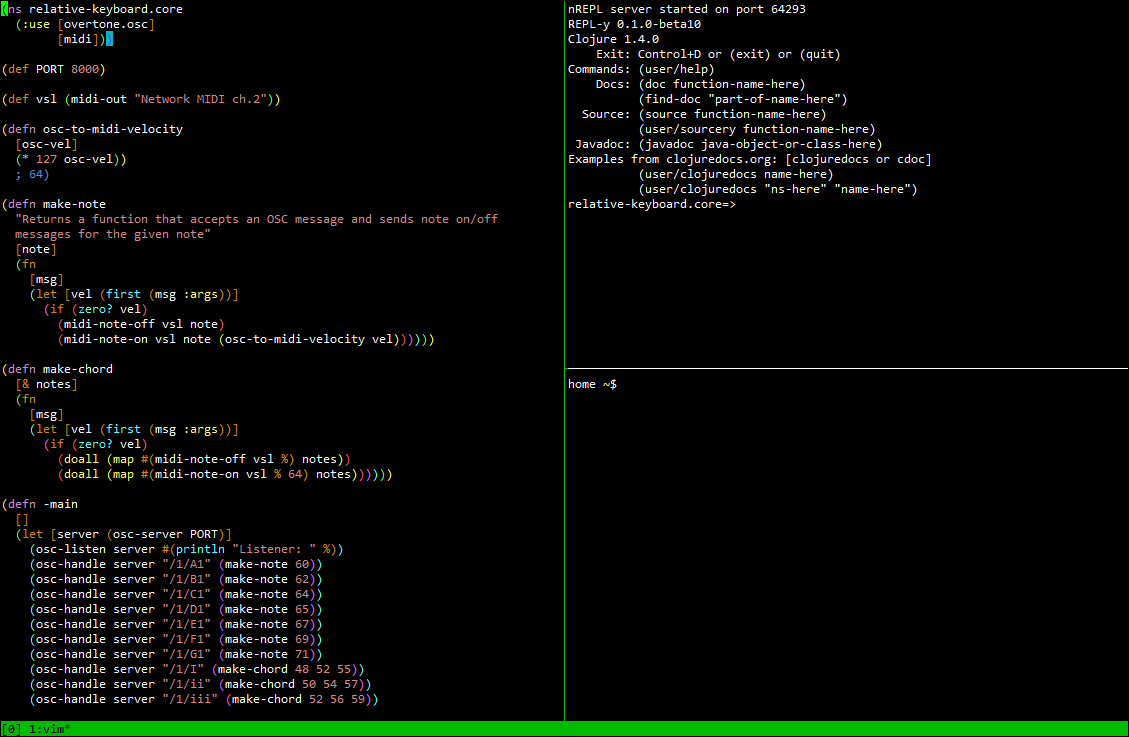 (ns relative-keyboard.core
  (:use [overtone.osc]
        [midi]))

(def PORT 8000)

(def vsl (midi-out "Network MIDI ch.2"))

(defn osc-to-midi-velocity
  [osc-vel]
  (* 127 osc-vel))
  ; 64)

(defn make-note
  "Returns a function that accepts an OSC message and sends note on/off
  messages for the given note"
  [note]
  (fn
    [msg]
    (let [vel (first (msg :args))]
      (if (zero? vel)
        (midi-note-off vsl note)
        (midi-note-on vsl note (osc-to-midi-velocity vel))))))

(defn make-chord
  [& notes]
  (fn
    [msg]
    (let [vel (first (msg :args))]
      (if (zero? vel)
        (doall (map #(midi-note-off vsl %) notes))
        (doall (map #(midi-note-on vsl % 64) notes))))))

(defn -main
  []
  (let [server (osc-server PORT)]
    (osc-listen server #(println "Listener: " %))
    (osc-handle server "/1/A1" (make-note 60))
    (osc-handle server "/1/B1" (make-note 62))
    (osc-handle server "/1/C1" (make-note 64))
    (osc-handle server "/1/D1" (make-note 65))
    (osc-handle server "/1/E1" (make-note 67))
    (osc-handle server "/1/F1" (make-note 69))
    (osc-handle server "/1/G1" (make-note 71))
    (osc-handle server "/1/I" (make-chord 48 52 55))
    (osc-handle server "/1/ii" (make-chord 50 54 57))
    (osc-handle server "/1/iii" (make-chord 52 56 59))
nREPL server started on port 64293
REPL-y 0.1.0-beta10
Clojure 1.4.0
    Exit: Control+D or (exit) or (quit)
Commands: (user/help)
    Docs: (doc function-name-here)
          (find-doc "part-of-name-here")
  Source: (source function-name-here)
          (user/sourcery function-name-here)
 Javadoc: (javadoc java-object-or-class-here)
Examples from clojuredocs.org: [clojuredocs or cdoc]
          (user/clojuredocs name-here)
          (user/clojuredocs "ns-here" "name-here")
relative-keyboard.core=>
home ~$
[0] 1:vim*